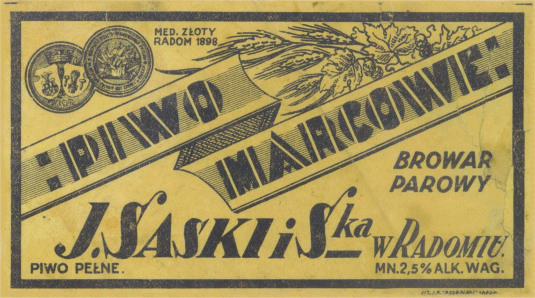 MED. ZŁOTY
RADOM 1898
PIWO
MARCOWE
BROWAR
PAROWY
J. SASKI i S-ka w RADOMIU.
PIWO PEŁNE.
MN. 2,5% ALK. WAG.